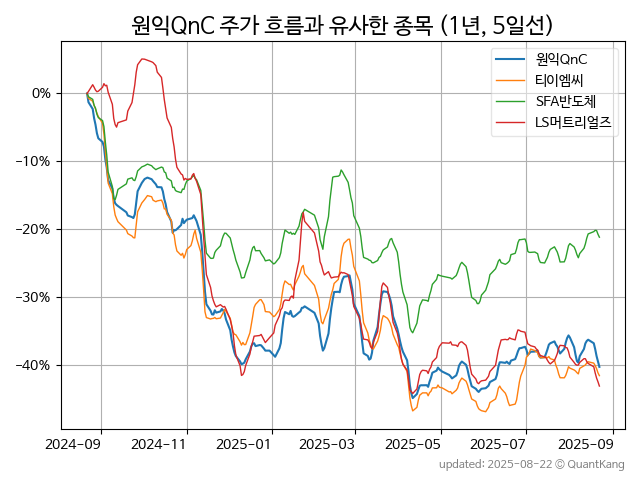 원익QnC 주가 흐름과 유사한 종목 (1년, 5일선)
원익QnC
티이엠씨
SFA반도체
LS머트리얼즈
0%
−10%
−20%
−30%
−40%
2024-09 2024-11 2025-01 2025-03 2025-05 2025-07 2025-09
updated: 2025-08-22 © QuantKang